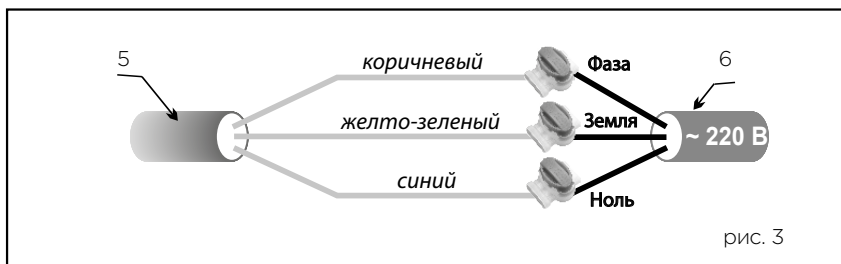 5
коричневый
Фаза
6
желто-зеленый
Земля
~ 220 В
синий
Ноль
рис. 3